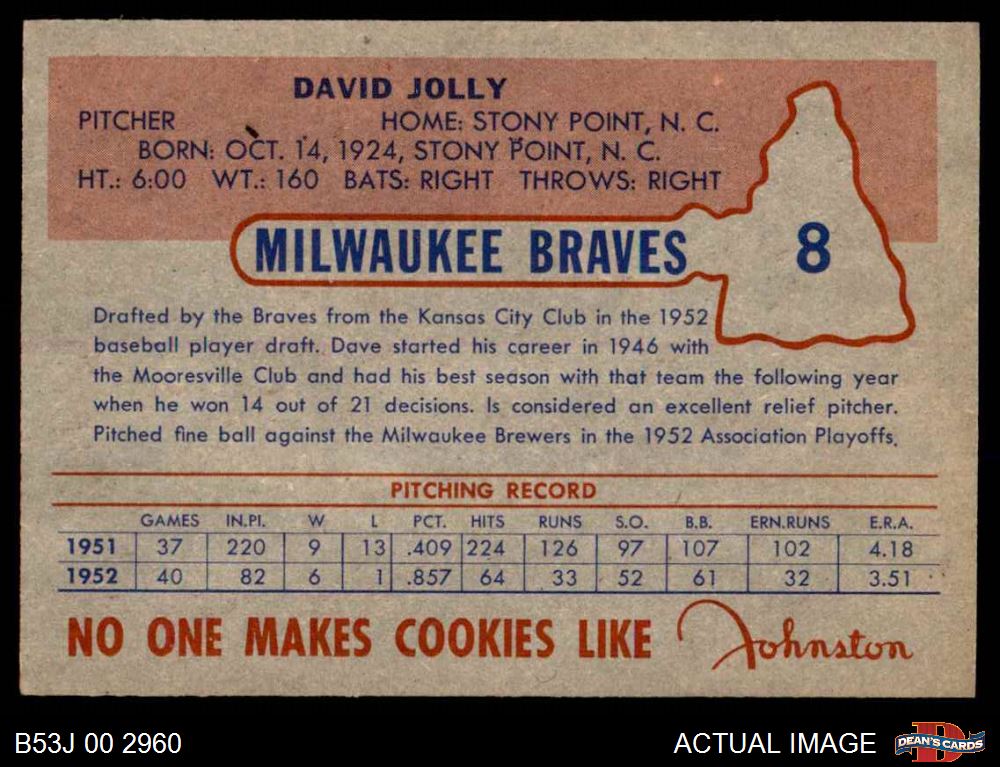 DAVID JOLLY
PITCHER HOME: STONY POINT, N. C.
BORN: OCT. 14, 1924, STONY POINT, N. C.
HT.: 6:00 WT.: 160 BATS: RIGHT THROWS: RIGHT
MILWAUKEE BRAVES 8
Drafted by the Braves from the Kansas City Club in the 1952
baseball player draft. Dave started his career in 1946 with
the Mooresville Club and had his best season with that team the following year
when he won 14 out of 21 decisions. Is considered an excellent relief pitcher.
Pitched fine ball against the Milwaukee Brewers in the 1952 Association Playoffs.
PITCHING RECORD
GAMES IN.PI. W L PCT. HITS RUNS S.O. B.B. ERN.RUNS E.R.A.
1951 37 220 9 13 .409 224 126 97 107 102 4.18
1952 40 82 6 1 .857 64 33 52 61 32 3.51
NO ONE MAKES COOKIES LIKE Johnston
B53J 00 2960 ACTUAL IMAGE DEAN'S CARDS